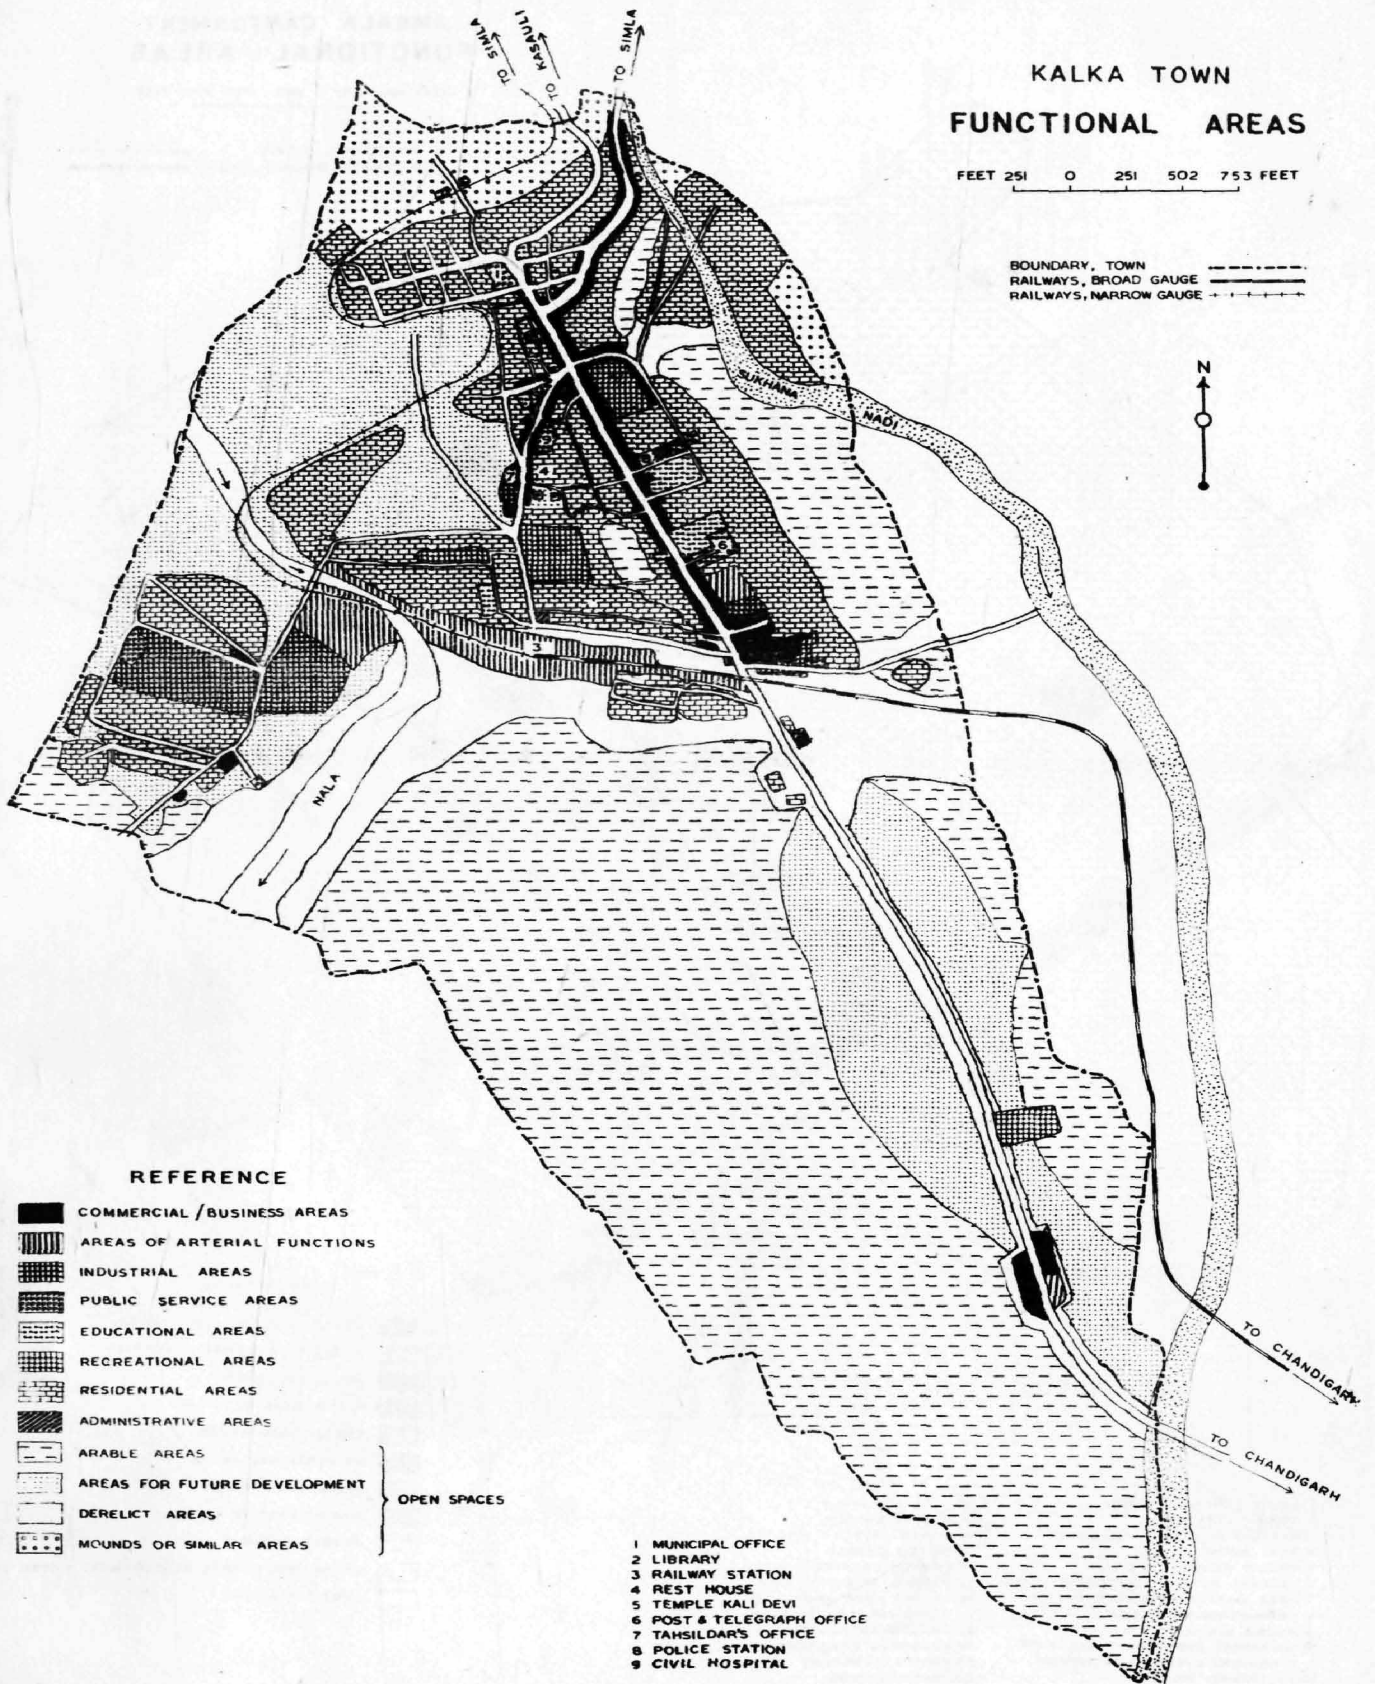 TO SIMLA
TO KASAULI
TO SIMLA
KALKA TOWN
FUNCTIONAL AREAS
FEET 251 0 251 502 753 FEET
BOUNDARY, TOWN
RAILWAYS, BROAD GAUGE
RAILWAYS, NARROW GAUGE
N
SUKHANA NADI
7
4
6
3
NALA
REFERENCE
COMMERCIAL / BUSINESS AREAS
AREAS OF ARTERIAL FUNCTIONS
INDUSTRIAL AREAS
PUBLIC SERVICE AREAS
EDUCATIONAL AREAS
RECREATIONAL AREAS
RESIDENTIAL AREAS
ADMINISTRATIVE AREAS
ARABLE AREAS
AREAS FOR FUTURE DEVELOPMENT
DERELICT AREAS
MOUNDS OR SIMILAR AREAS
OPEN SPACES
TO CHANDIGARH
TO CHANDIGARH
1 MUNICIPAL OFFICE
2 LIBRARY
3 RAILWAY STATION
4 REST HOUSE
5 TEMPLE KALI DEVI
6 POST & TELEGRAPH OFFICE
7 TAHSILDAR'S OFFICE
8 POLICE STATION
9 CIVIL HOSPITAL